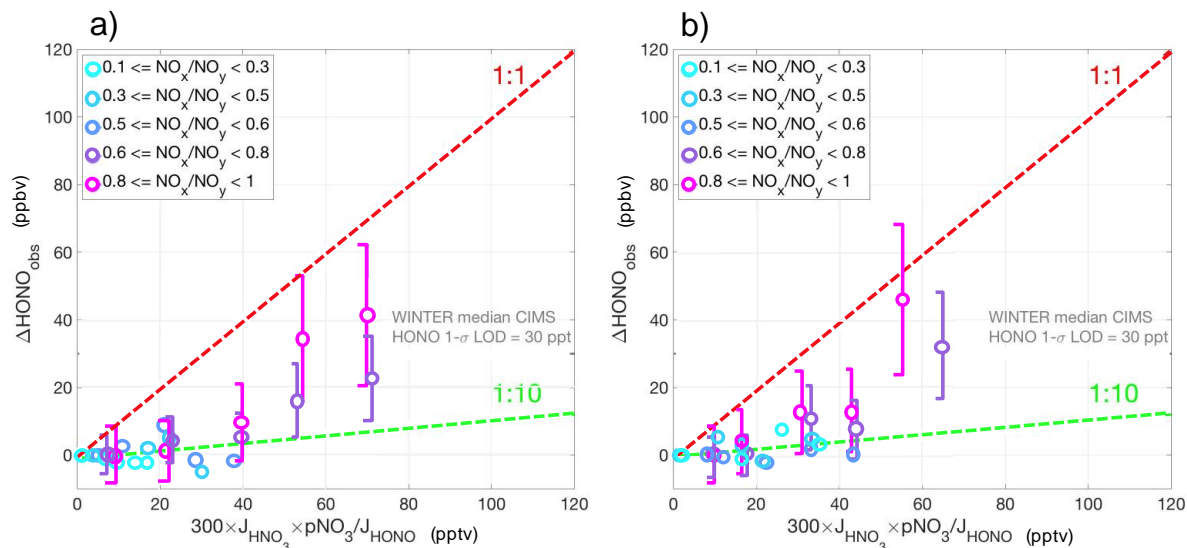 a)
120
100
80
60
40
20
0
0 20 40 60 80 100 120
ΔHONO_obs (ppbv)
300×J_HNO₃×pNO₃/J_HONO (pptv)
0.1 <= NO_x/NO_y < 0.3
0.3 <= NO_x/NO_y < 0.5
0.5 <= NO_x/NO_y < 0.6
0.6 <= NO_x/NO_y < 0.8
0.8 <= NO_x/NO_y < 1
1:1
WINTER median CIMS
HONO 1-σ LOD = 30 ppt
1:10
b)
120
100
80
60
40
20
0
0 20 40 60 80 100 120
ΔHONO_obs (ppbv)
300×J_HNO₃×pNO₃/J_HONO (pptv)
0.1 <= NO_x/NO_y < 0.3
0.3 <= NO_x/NO_y < 0.5
0.5 <= NO_x/NO_y < 0.6
0.6 <= NO_x/NO_y < 0.8
0.8 <= NO_x/NO_y < 1
1:1
WINTER median CIMS
HONO 1-σ LOD = 30 ppt
1:10